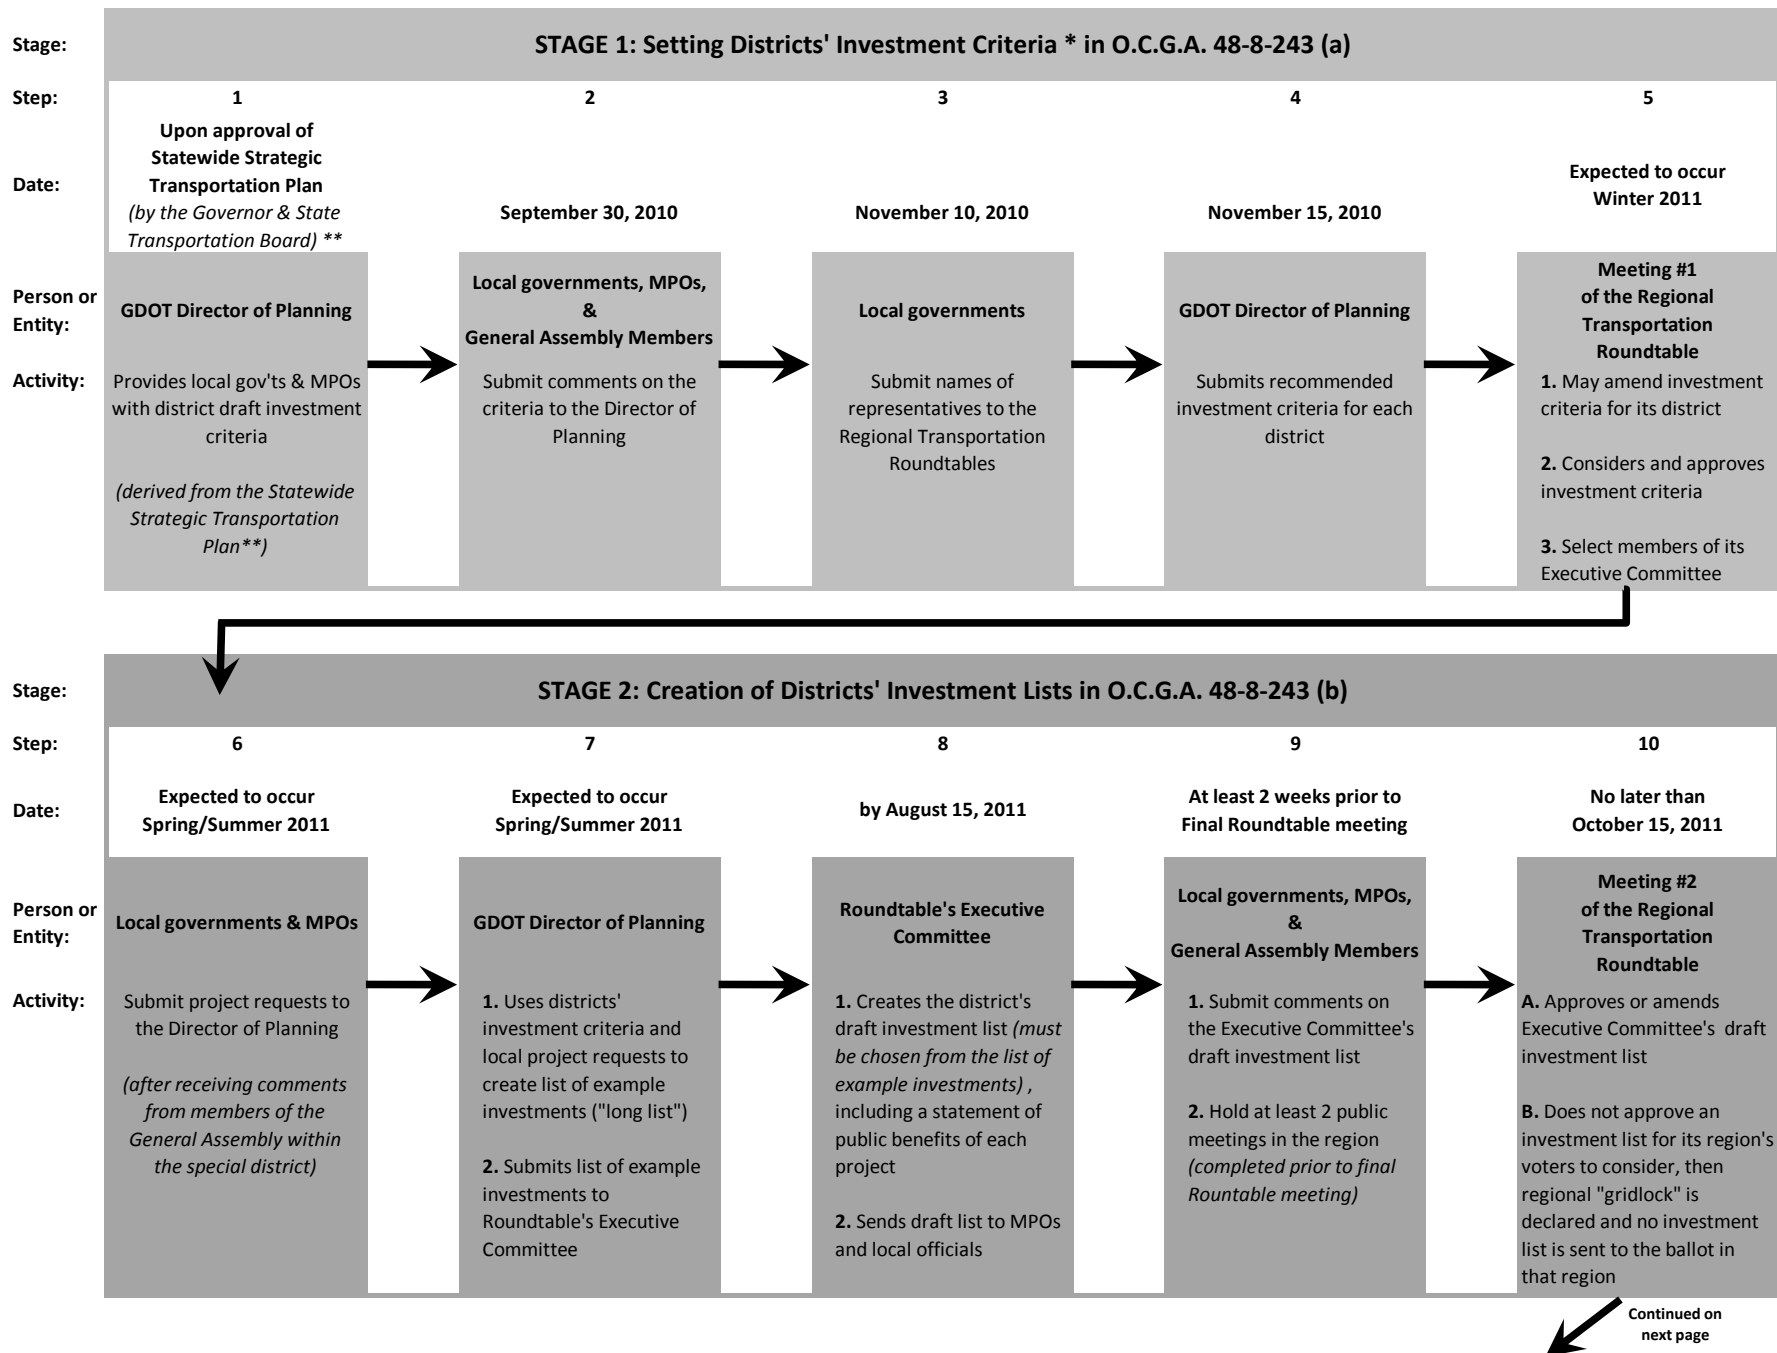 Stage:
STAGE 1: Setting Districts' Investment Criteria * in O.C.G.A. 48-8-243 (a)
Step:
1
2
3
4
5
Date:
Upon approval of
Statewide Strategic
Transportation Plan
(by the Governor & State
Transportation Board) **
September 30, 2010
November 10, 2010
November 15, 2010
Expected to occur
Winter 2011
Person or
Entity:
GDOT Director of Planning
Local governments, MPOs,
&
General Assembly Members
Local governments
GDOT Director of Planning
Meeting #1
of the Regional
Transportation
Roundtable
Activity:
Provides local gov'ts & MPOs
with district draft investment
criteria
(derived from the Statewide
Strategic Transportation
Plan**)
Submit comments on the
criteria to the Director of
Planning
Submit names of
representatives to the
Regional Transportation
Roundtables
Submits recommended
investment criteria for each
district
1. May amend investment
criteria for its district
2. Considers and approves
investment criteria
3. Select members of its
Executive Committee
Stage:
STAGE 2: Creation of Districts' Investment Lists in O.C.G.A. 48-8-243 (b)
Step:
6
7
8
9
10
Date:
Expected to occur
Spring/Summer 2011
Expected to occur
Spring/Summer 2011
by August 15, 2011
At least 2 weeks prior to
Final Roundtable meeting
No later than
October 15, 2011
Person or
Entity:
Local governments & MPOs
GDOT Director of Planning
Roundtable's Executive
Committee
Local governments, MPOs,
&
General Assembly Members
Meeting #2
of the Regional
Transportation
Roundtable
Activity:
Submit project requests to
the Director of Planning
(after receiving comments
from members of the
General Assembly within
the special district)
1. Uses districts'
investment criteria and
local project requests to
create list of example
investments ("long list")
2. Submits list of example
investments to
Roundtable's Executive
Committee
1. Creates the district's
draft investment list (must
be chosen from the list of
example investments) ,
including a statement of
public benefits of each
project
2. Sends draft list to MPOs
and local officials
1. Submit comments on
the Executive Committee's
draft investment list
2. Hold at least 2 public
meetings in the region
(completed prior to final
Rountable meeting)
A. Approves or amends
Executive Committee's draft
investment list
B. Does not approve an
investment list for its region's
voters to consider, then
regional "gridlock" is
declared and no investment
list is sent to the ballot in
that region
Continued on
next page